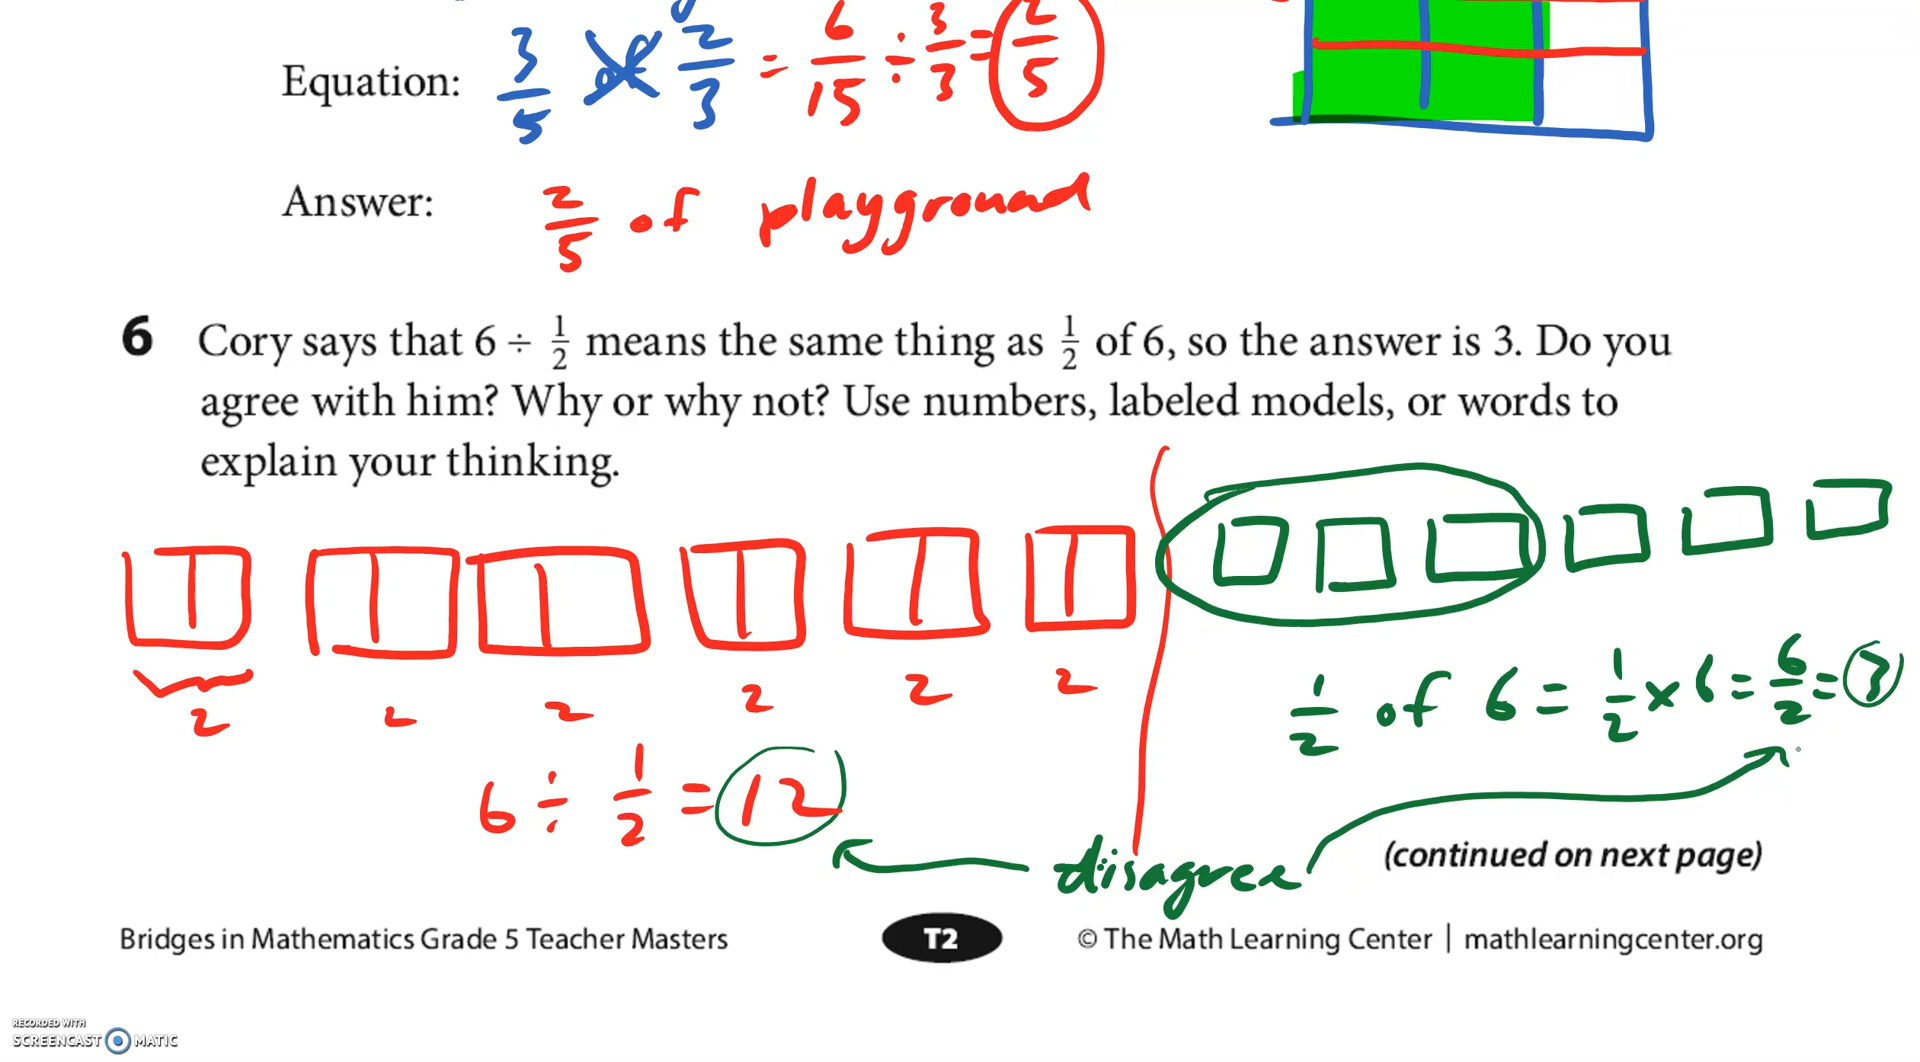 Equation: 3/5 × 2/3 = 6/15 ÷ 3/3 = 2/5
Answer: 2/5 of playground
6 Cory says that 6 ÷ 1/2 means the same thing as 1/2 of 6, so the answer is 3. Do you
agree with him? Why or why not? Use numbers, labeled models, or words to
explain your thinking.
2 2 2 2 2 2
1/2 of 6 = 1/2 × 6 = 6/2 = 3
6 ÷ 1/2 = 12
disagree
(continued on next page)
Bridges in Mathematics Grade 5 Teacher Masters T2 © The Math Learning Center | mathlearningcenter.org
RECORDED WITH
SCREENCAST MATIC